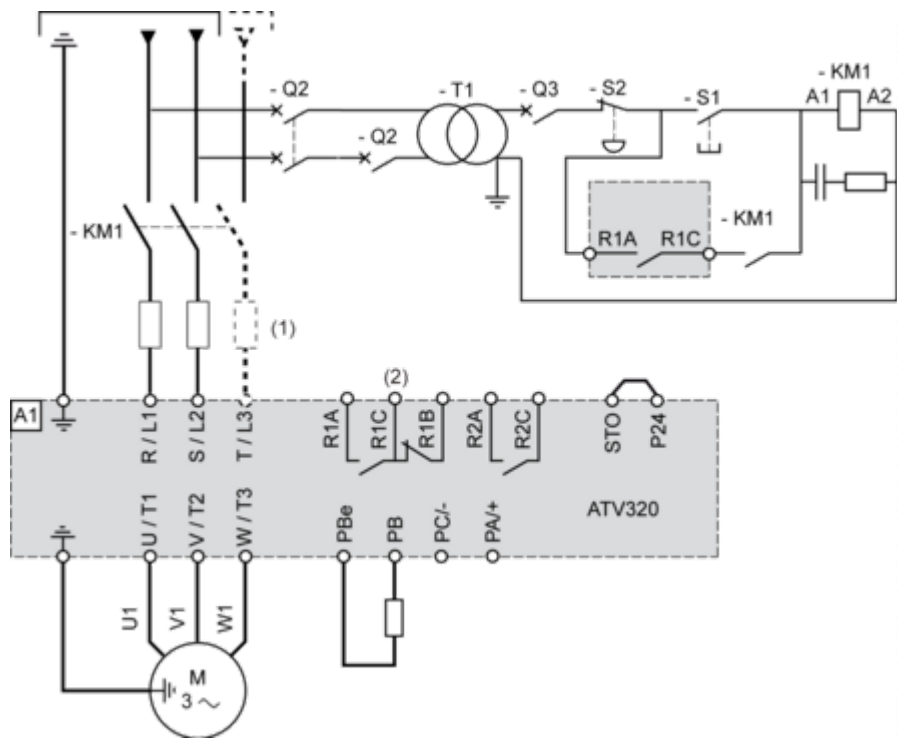 - Q2
- T1
- Q3
- S2
- S1
- KM1
A1 A2
- Q2
- KM1
R1A R1C
- KM1
(1)
(2)
A1
R / L1
S / L2
T / L3
R1A
R1C
R1B
R2A
R2C
STO
P24
U / T1
V / T2
W / T3
PBe
PB
PC/-
PA/+
ATV320
U1
V1
W1
M
3 ~